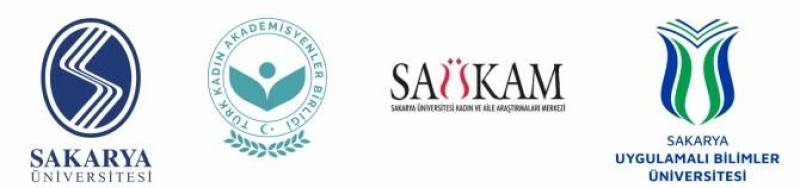 SAKARYA
ÜNİVERSİTESİ
TÜRK KADIN AKADEMİSYENLER BİRLİĞİ
SAÜKAM
SAKARYA ÜNİVERSİTESİ KADIN VE AİLE ARAŞTIRMALARI MERKEZİ
SAKARYA
UYGULAMALI BİLİMLER
ÜNİVERSİTESİ